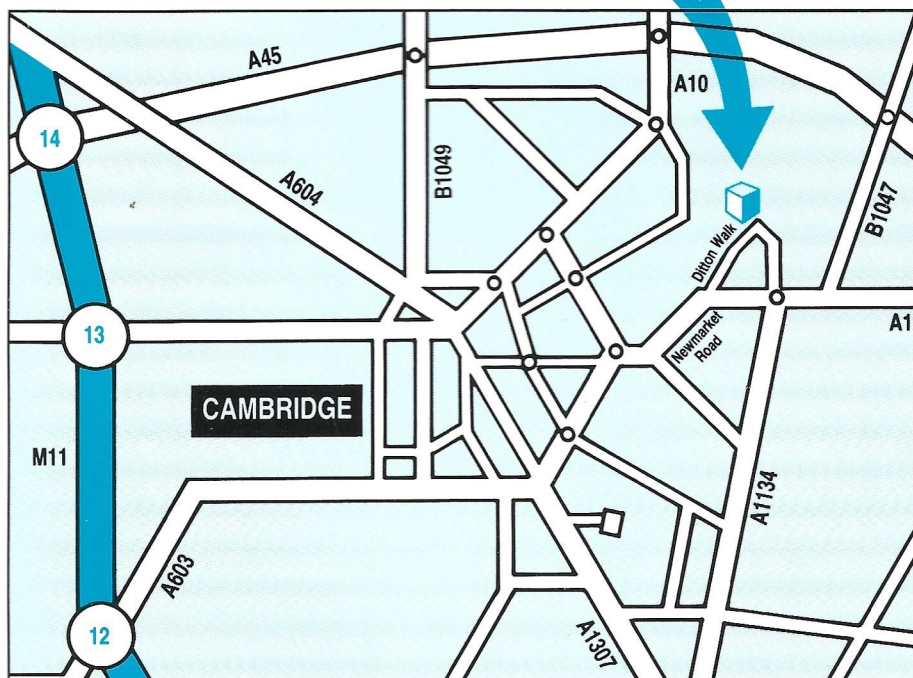 A45
A10
14
A604
B1049
B1047
Ditton Walk
13
Newmarket
Road
A1
CAMBRIDGE
M11
A1134
A603
12
A1307